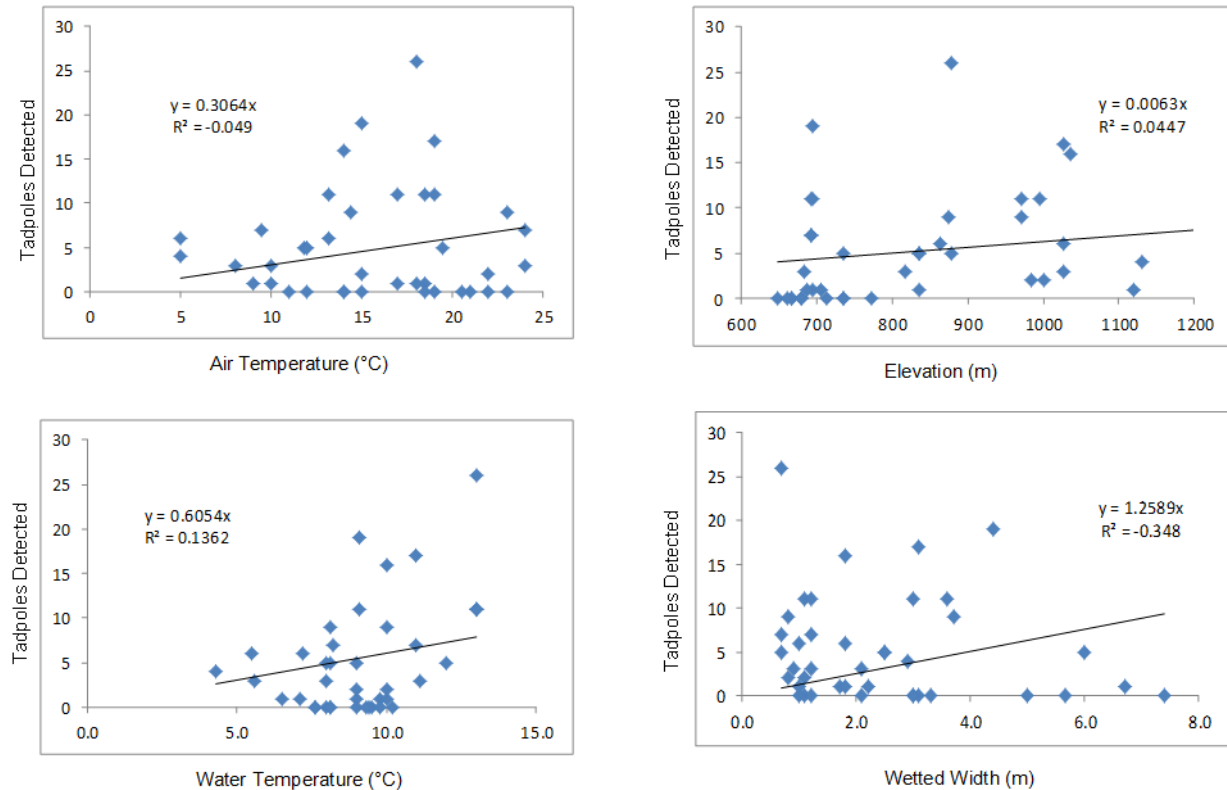 30
25
20
15
10
5
0
Tadpoles Detected
y = 0.3064x
R² = -0.049
0 5 10 15 20 25
Air Temperature (°C)
30
25
20
15
10
5
0
Tadpoles Detected
y = 0.0063x
R² = 0.0447
600 700 800 900 1000 1100 1200
Elevation (m)
30
25
20
15
10
5
0
Tadpoles Detected
y = 0.6054x
R² = 0.1362
0.0 5.0 10.0 15.0
Water Temperature (°C)
30
25
20
15
10
5
0
Tadpoles Detected
y = 1.2589x
R² = -0.348
0.0 2.0 4.0 6.0 8.0
Wetted Width (m)